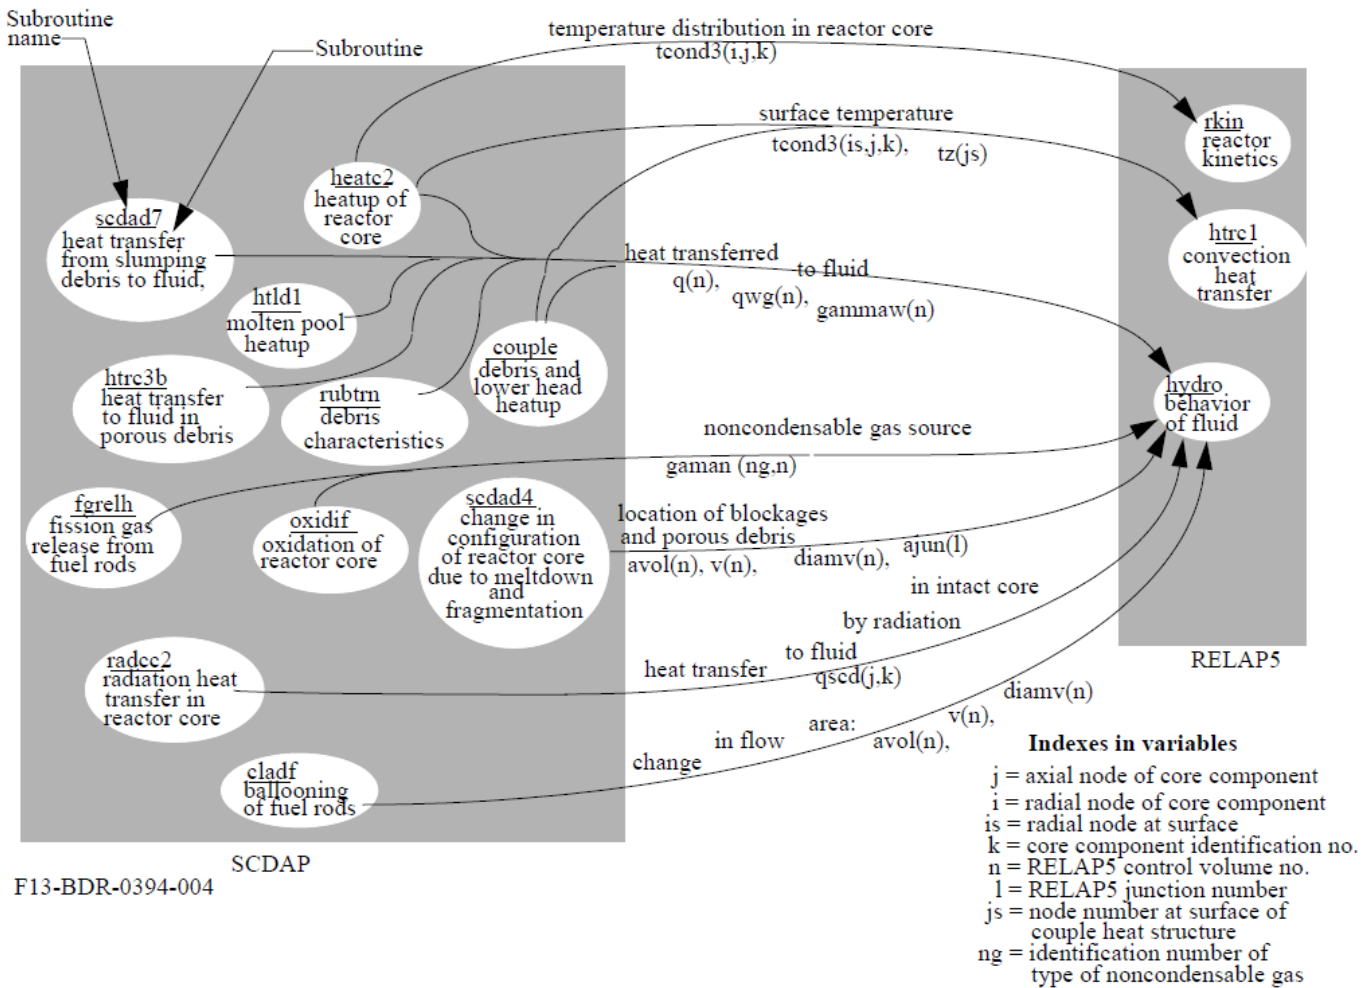 Subroutine
name
Subroutine
temperature distribution in reactor core
tcond3(i,j,k)
surface temperature
tcond3(is,j,k),
tz(js)
rkin
reactor
kinetics
heatc2
heatup of
reactor
core
scdad7
heat transfer
from slumping
debris to fluid,
htrc1
convection
heat
transfer
heat transferred
to fluid
q(n),
qwg(n),
gammaw(n)
htld1
molten pool
heatup
couple
debris and
lower head
heatup
htrc3b
heat transfer
to fluid in
porous debris
rubtrn
debris
characteristics
hydro
behavior
of fluid
noncondensable gas source
gaman (ng,n)
fgrelh
fission gas
release from
fuel rods
oxidif
oxidation of
reactor core
scdad4
change in
configuration
of reactor core
due to meltdown
and
fragmentation
location of blockages
and porous debris
avol(n), v(n),
diamv(n),
ajun(l)
in intact core
by radiation
to fluid
heat transfer
qscd(j,k)
radcc2
radiation heat
transfer in
reactor core
RELAP5
diamv(n)
v(n),
area:
avol(n),
in flow
change
cladf
ballooning
of fuel rods
SCDAP
F13-BDR-0394-004
Indexes in variables
j = axial node of core component
i = radial node of core component
is = radial node at surface
k = core component identification no.
n = RELAP5 control volume no.
l = RELAP5 junction number
js = node number at surface of
couple heat structure
ng = identification number of
type of noncondensable gas